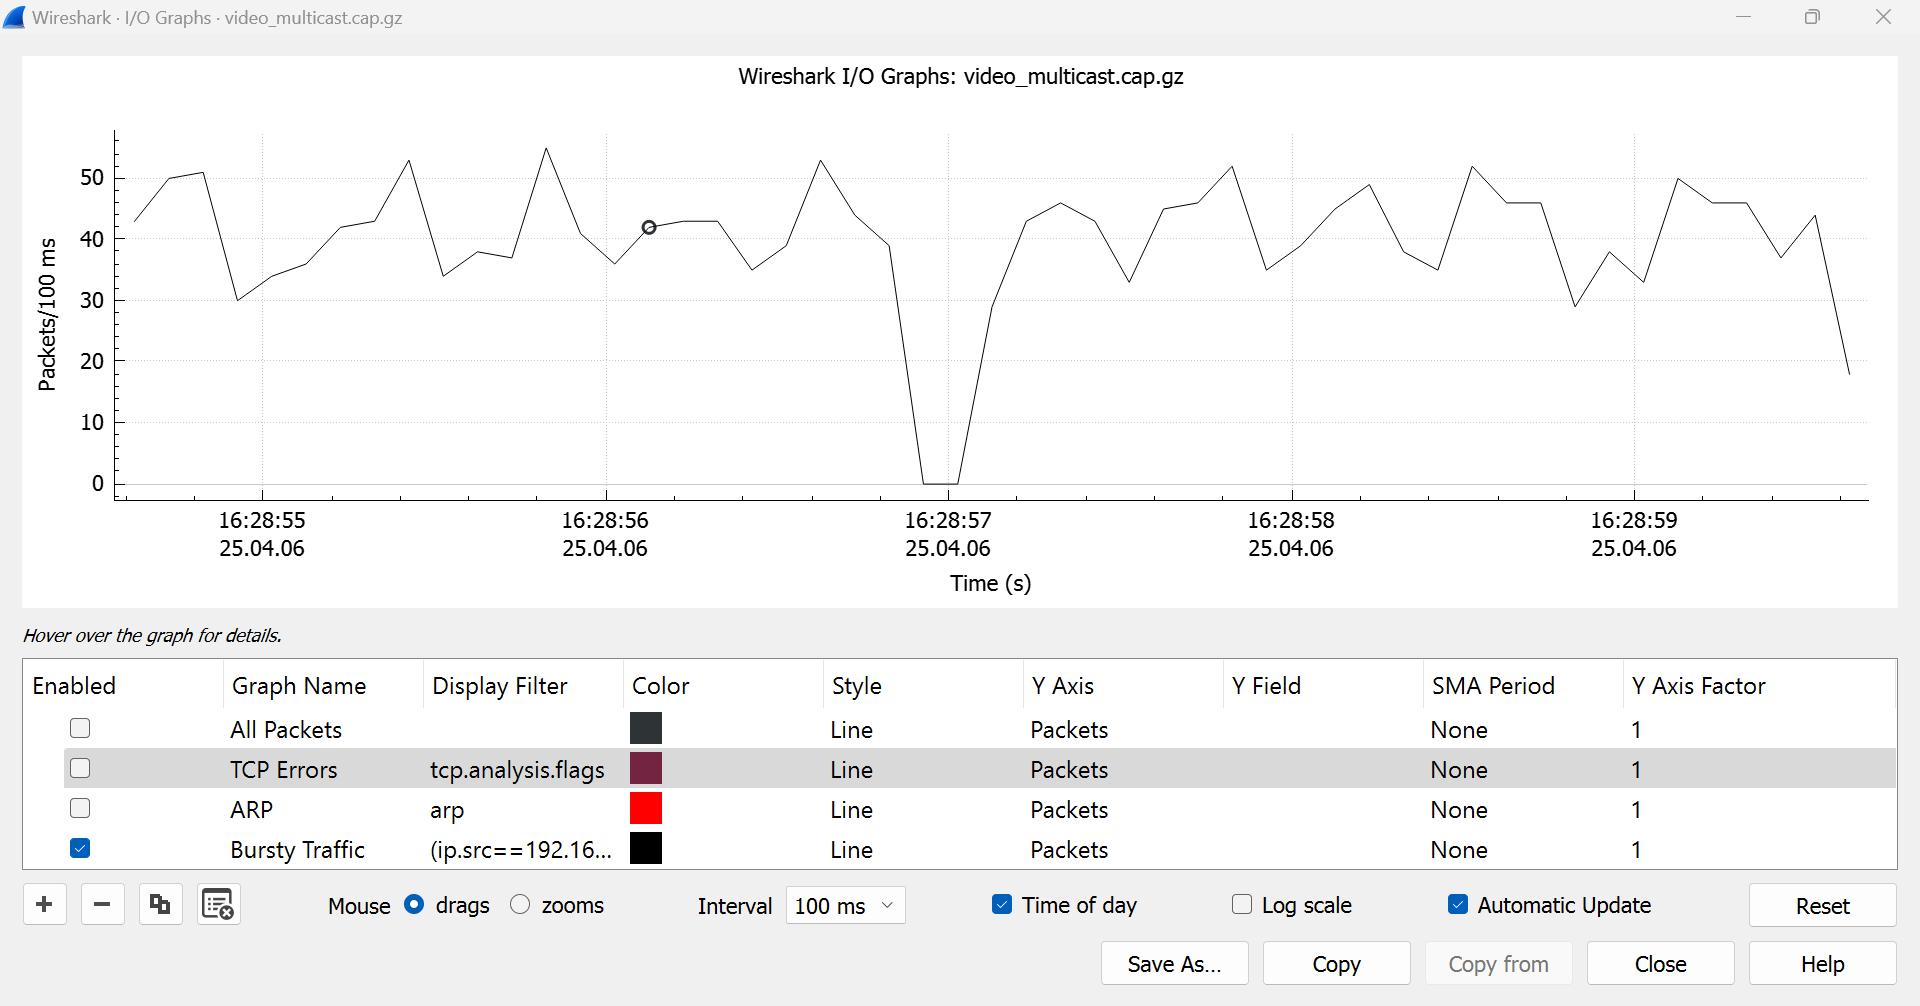 Wireshark · I/O Graphs · video_multicast.cap.gz
Wireshark I/O Graphs: video_multicast.cap.gz
Packets/100 ms
50
40
30
20
10
0
16:28:55 16:28:56 16:28:57 16:28:58 16:28:59
25.04.06 25.04.06 25.04.06 25.04.06 25.04.06
Time (s)
Hover over the graph for details.
Enabled Graph Name Display Filter Color Style Y Axis Y Field SMA Period Y Axis Factor
All Packets Line Packets None 1
TCP Errors tcp.analysis.flags Line Packets None 1
ARP arp Line Packets None 1
Bursty Traffic (ip.src==192.16... Line Packets None 1
Mouse drags zooms Interval 100 ms Time of day Log scale Automatic Update Reset
Save As... Copy Copy from Close Help